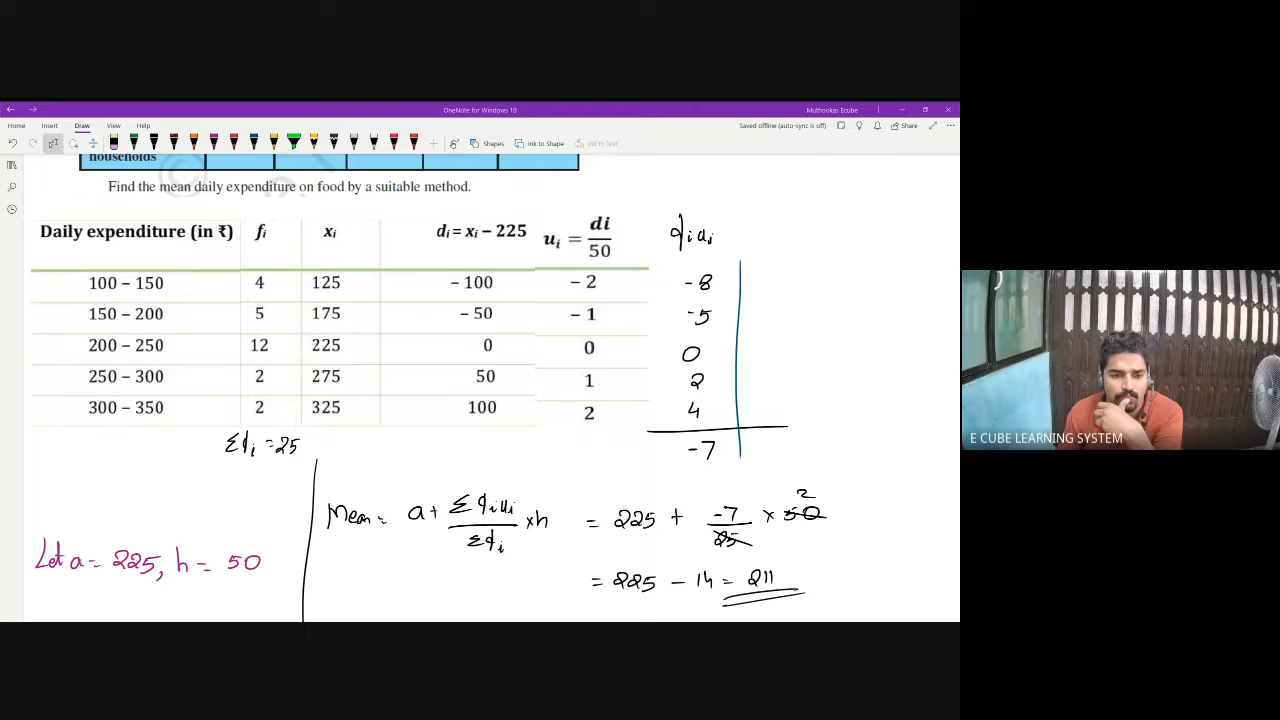 OneNote for Windows 10
Muthookas Ecube
Home Insert Draw View Help
Saved offline (auto-sync is off)
Share
Shapes
Ink to Shape
Ink to Text
households
Find the mean daily expenditure on food by a suitable method.
Daily expenditure (in ₹) fᵢ xᵢ dᵢ = xᵢ – 225 uᵢ = di/50 fᵢuᵢ
100 – 150 4 125 – 100 – 2 -8
150 – 200 5 175 – 50 – 1 -5
200 – 250 12 225 0 0 0
250 – 300 2 275 50 1 2
300 – 350 2 325 100 2 4
Σfᵢ = 25 -7
Mean = a + Σfᵢuᵢ/Σfᵢ × h = 225 + -7/25 × 50 2
Let a = 225, h = 50
= 225 – 14 = 211
E CUBE LEARNING SYSTEM